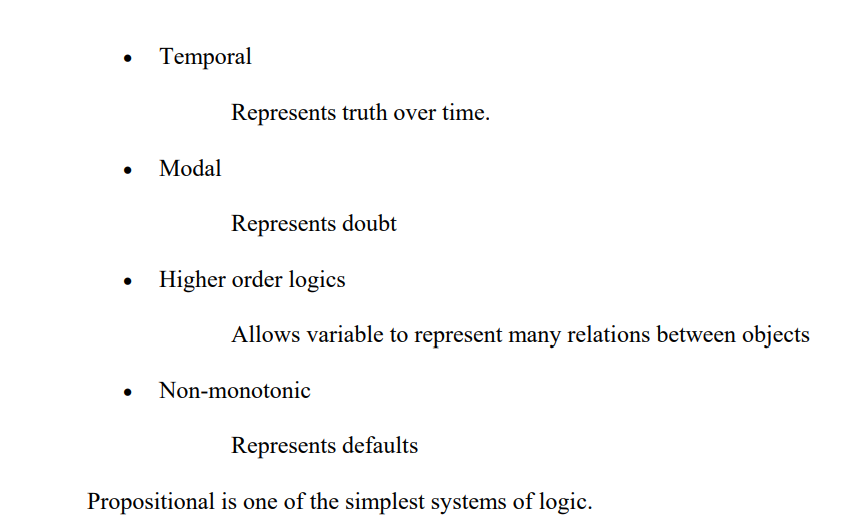 • Temporal
Represents truth over time.
• Modal
Represents doubt
• Higher order logics
Allows variable to represent many relations between objects
• Non-monotonic
Represents defaults
Propositional is one of the simplest systems of logic.